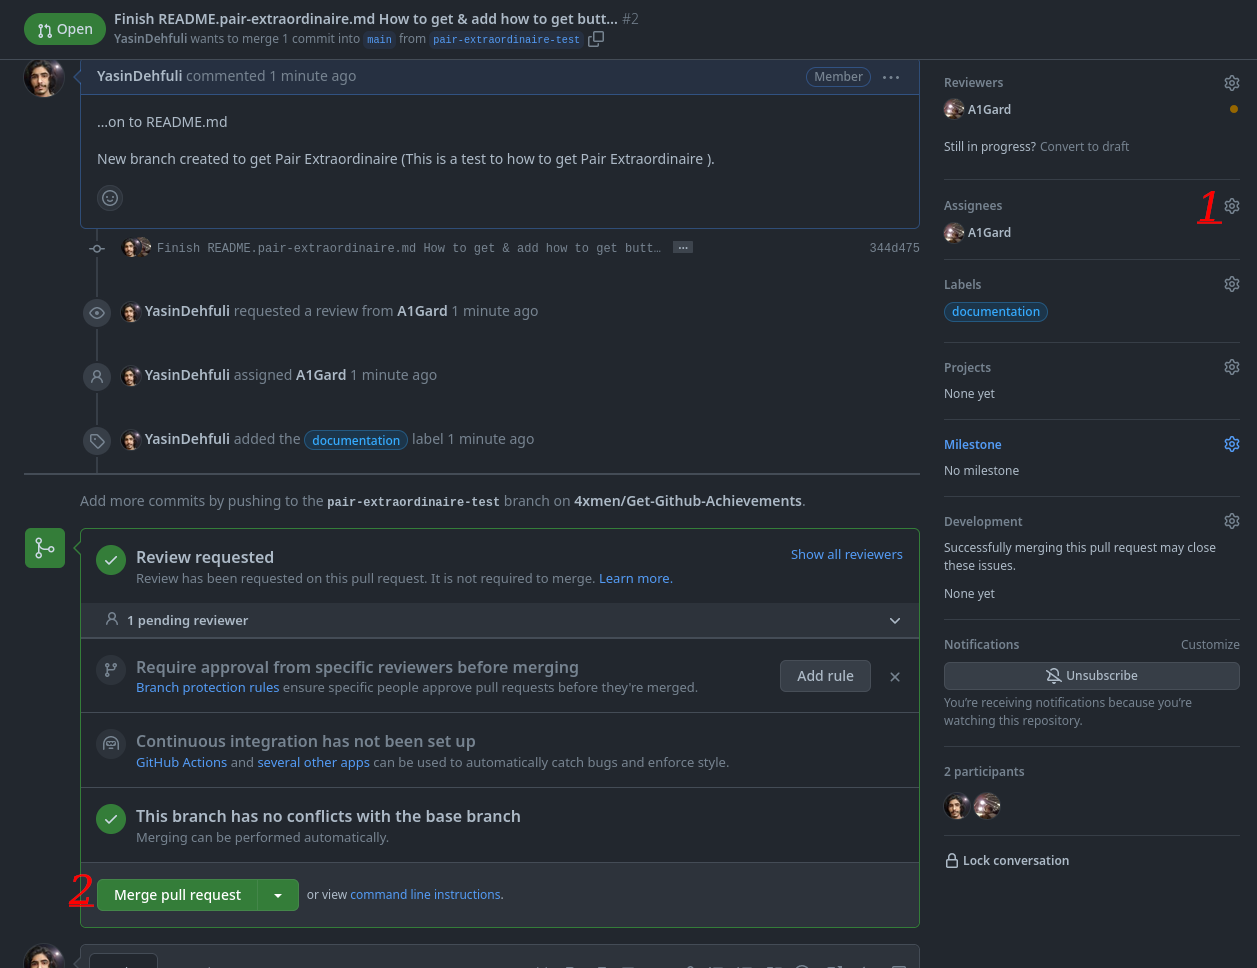 Open
Finish README.pair-extraordinaire.md How to get & add how to get butt... #2
YasinDehfuli wants to merge 1 commit into main from pair-extraordinaire-test
YasinDehfuli commented 1 minute ago
Member
...on to README.md
New branch created to get Pair Extraordinaire (This is a test to how to get Pair Extraordinaire ).
Finish README.pair-extraordinaire.md How to get & add how to get butt…
344d475
YasinDehfuli requested a review from A1Gard 1 minute ago
YasinDehfuli assigned A1Gard 1 minute ago
YasinDehfuli added the documentation label 1 minute ago
Add more commits by pushing to the pair-extraordinaire-test branch on 4xmen/Get-Github-Achievements.
Review requested
Show all reviewers
Review has been requested on this pull request. It is not required to merge. Learn more.
1 pending reviewer
Require approval from specific reviewers before merging
Branch protection rules ensure specific people approve pull requests before they're merged.
Add rule
Continuous integration has not been set up
GitHub Actions and several other apps can be used to automatically catch bugs and enforce style.
This branch has no conflicts with the base branch
Merging can be performed automatically.
2
Merge pull request
or view command line instructions.
Reviewers
A1Gard
Still in progress? Convert to draft
Assignees
1
A1Gard
Labels
documentation
Projects
None yet
Milestone
No milestone
Development
Successfully merging this pull request may close
these issues.
None yet
Notifications
Customize
Unsubscribe
You're receiving notifications because you're
watching this repository.
2 participants
Lock conversation